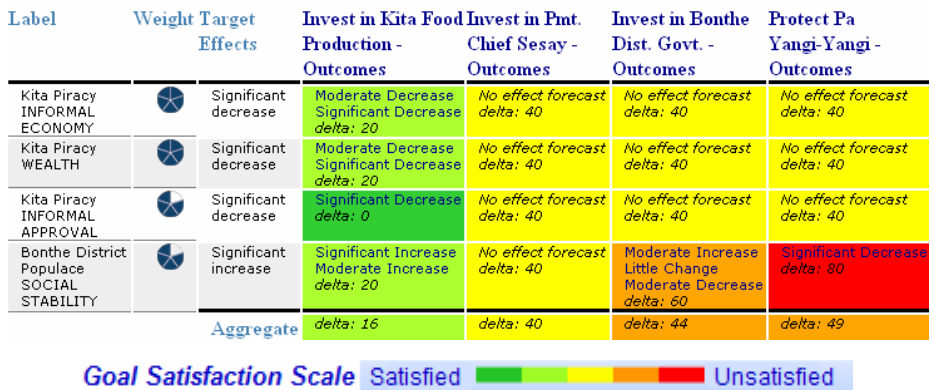 Label Weight Target Effects Invest in Kita Food Production - Outcomes Invest in Pmt. Chief Sesay - Outcomes Invest in Bonthe Dist. Govt. - Outcomes Protect Pa Yangi-Yangi - Outcomes
Kita Piracy INFORMAL ECONOMY Significant decrease Moderate Decrease Significant Decrease delta: 20 No effect forecast delta: 40 No effect forecast delta: 40 No effect forecast delta: 40
Kita Piracy WEALTH Significant decrease Moderate Decrease Significant Decrease delta: 20 No effect forecast delta: 40 No effect forecast delta: 40 No effect forecast delta: 40
Kita Piracy INFORMAL APPROVAL Significant decrease Significant Decrease delta: 0 No effect forecast delta: 40 No effect forecast delta: 40 No effect forecast delta: 40
Bonthe District Populace SOCIAL STABILITY Significant increase Significant Increase Moderate Increase delta: 20 No effect forecast delta: 40 Moderate Increase Little Change Moderate Decrease delta: 60 Significant Decrease delta: 80
Aggregate delta: 16 delta: 40 delta: 44 delta: 49
Goal Satisfaction Scale Satisfied Unsatisfied